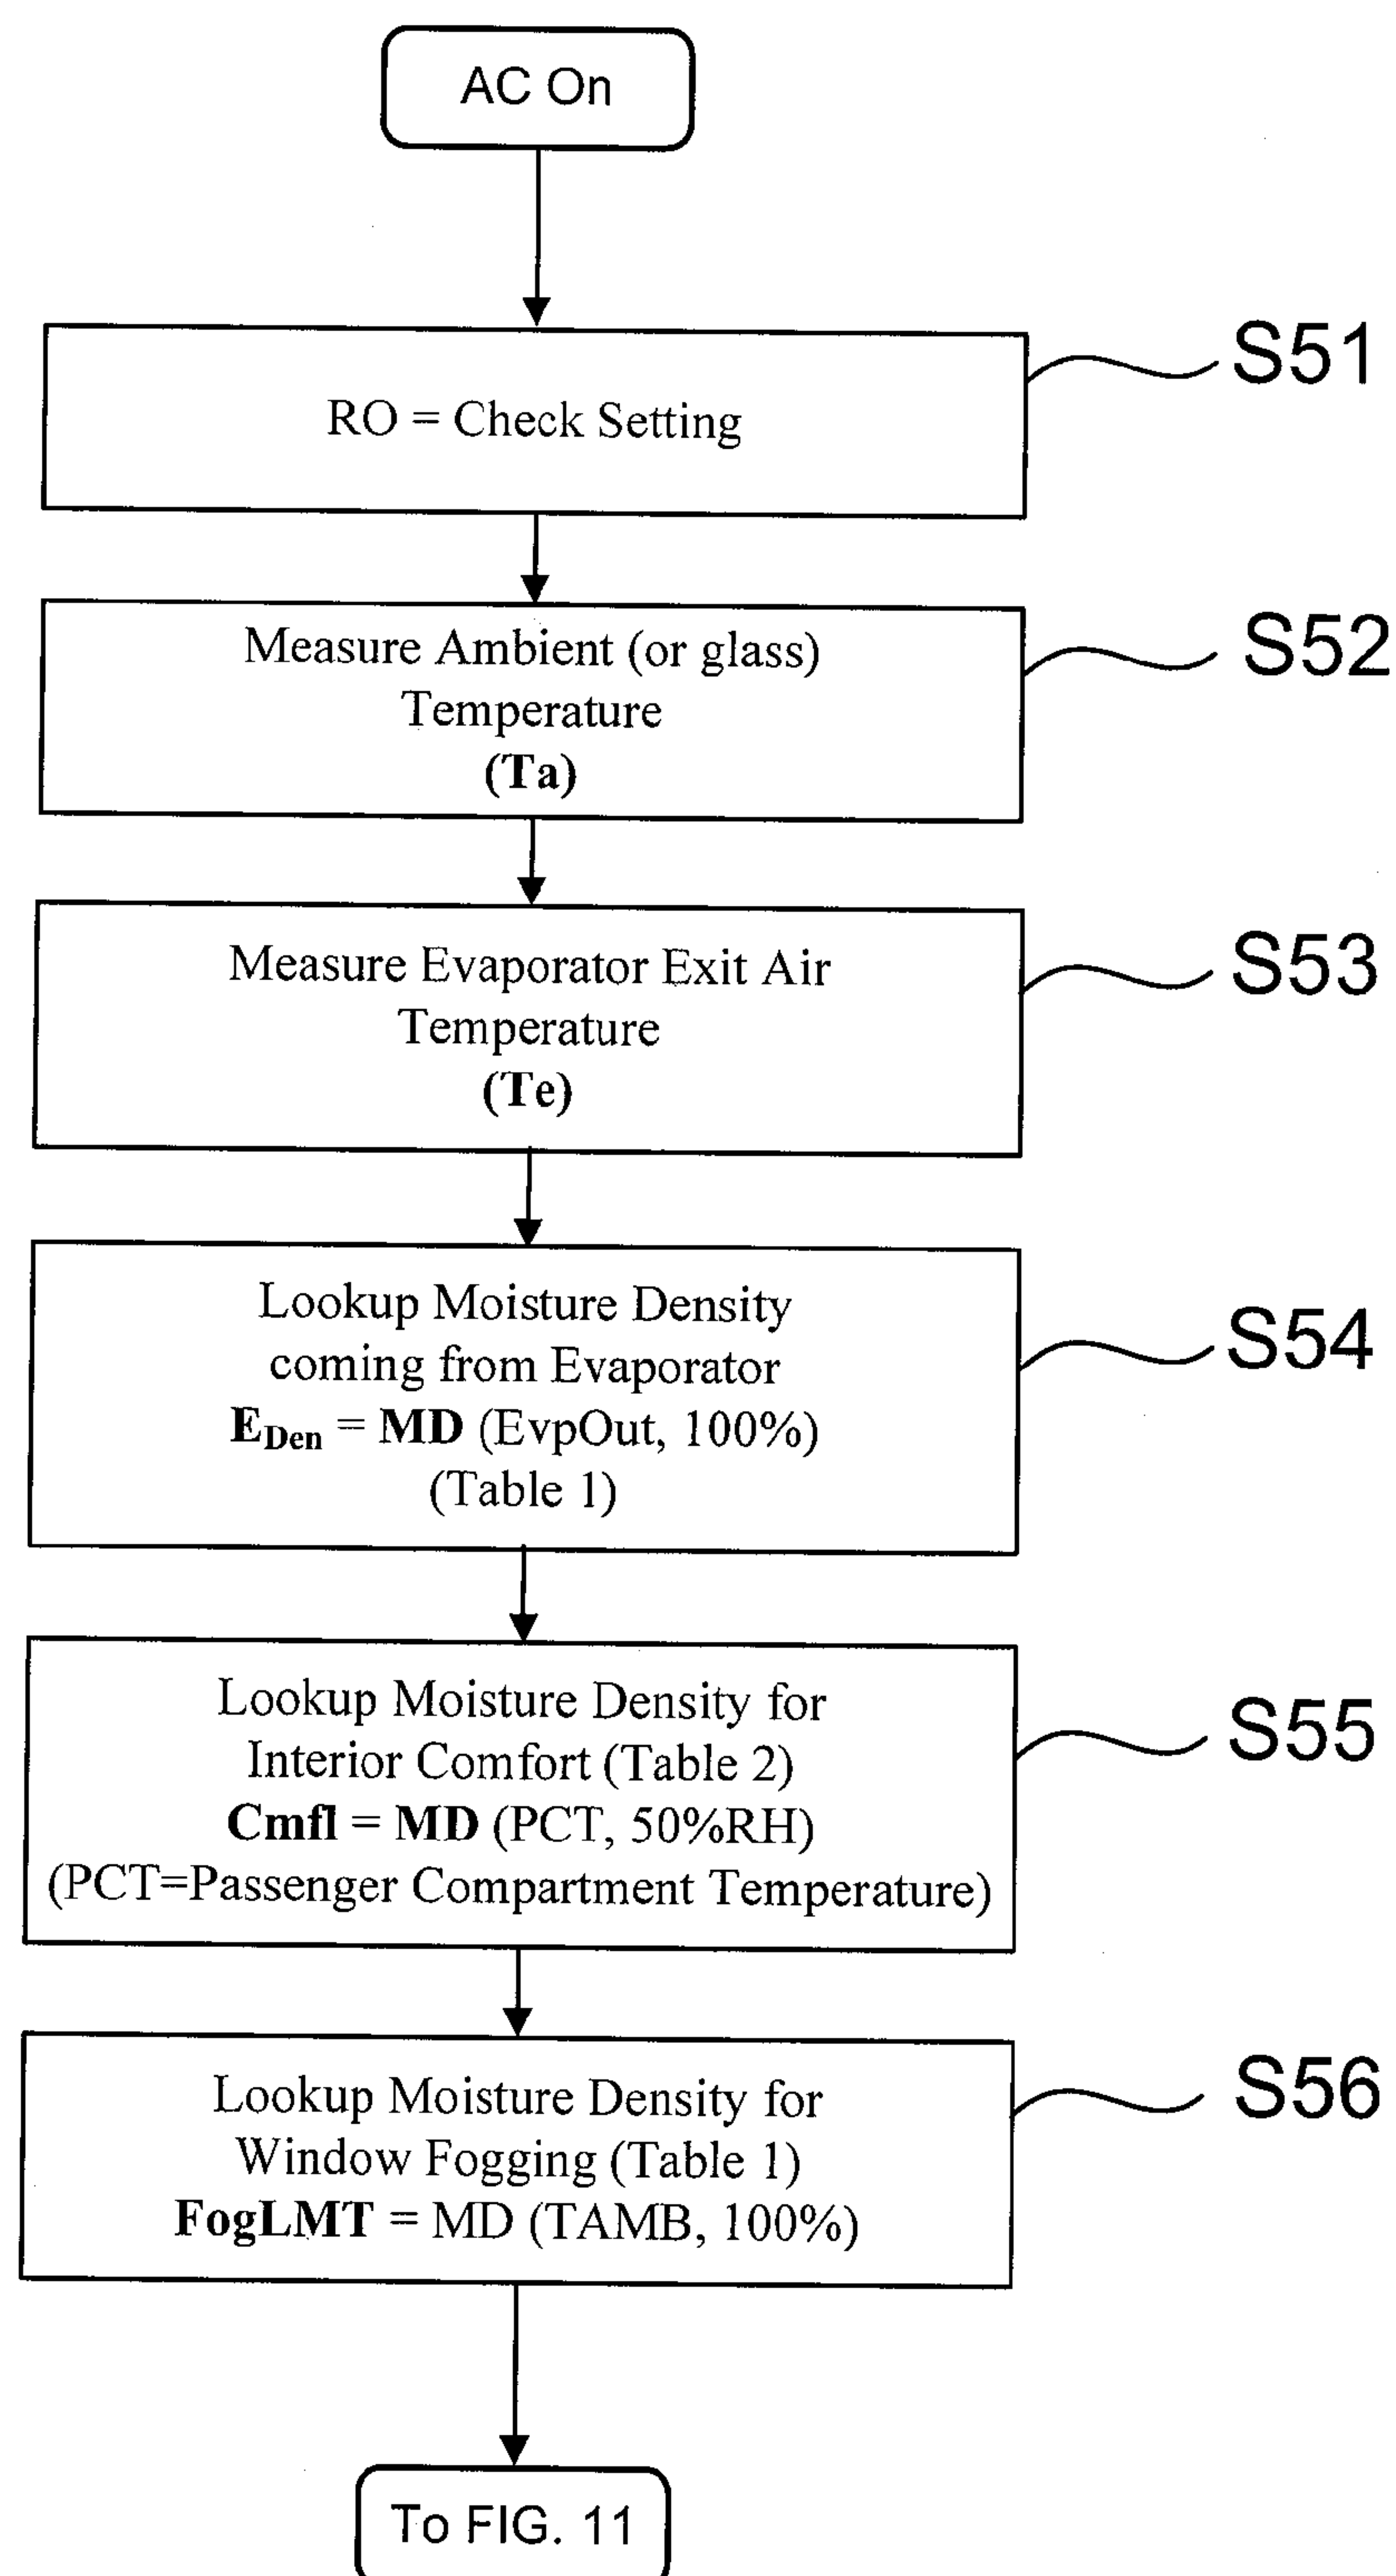 AC On
RO = Check Setting
S51
Measure Ambient (or glass)
Temperature
(Ta)
S52
Measure Evaporator Exit Air
Temperature
(Te)
S53
Lookup Moisture Density
coming from Evaporator
E_Den = MD (EvpOut, 100%)
(Table 1)
S54
Lookup Moisture Density for
Interior Comfort (Table 2)
Cmfl = MD (PCT, 50%RH)
(PCT=Passenger Compartment Temperature)
S55
Lookup Moisture Density for
Window Fogging (Table 1)
FogLMT = MD (TAMB, 100%)
S56
To FIG. 11